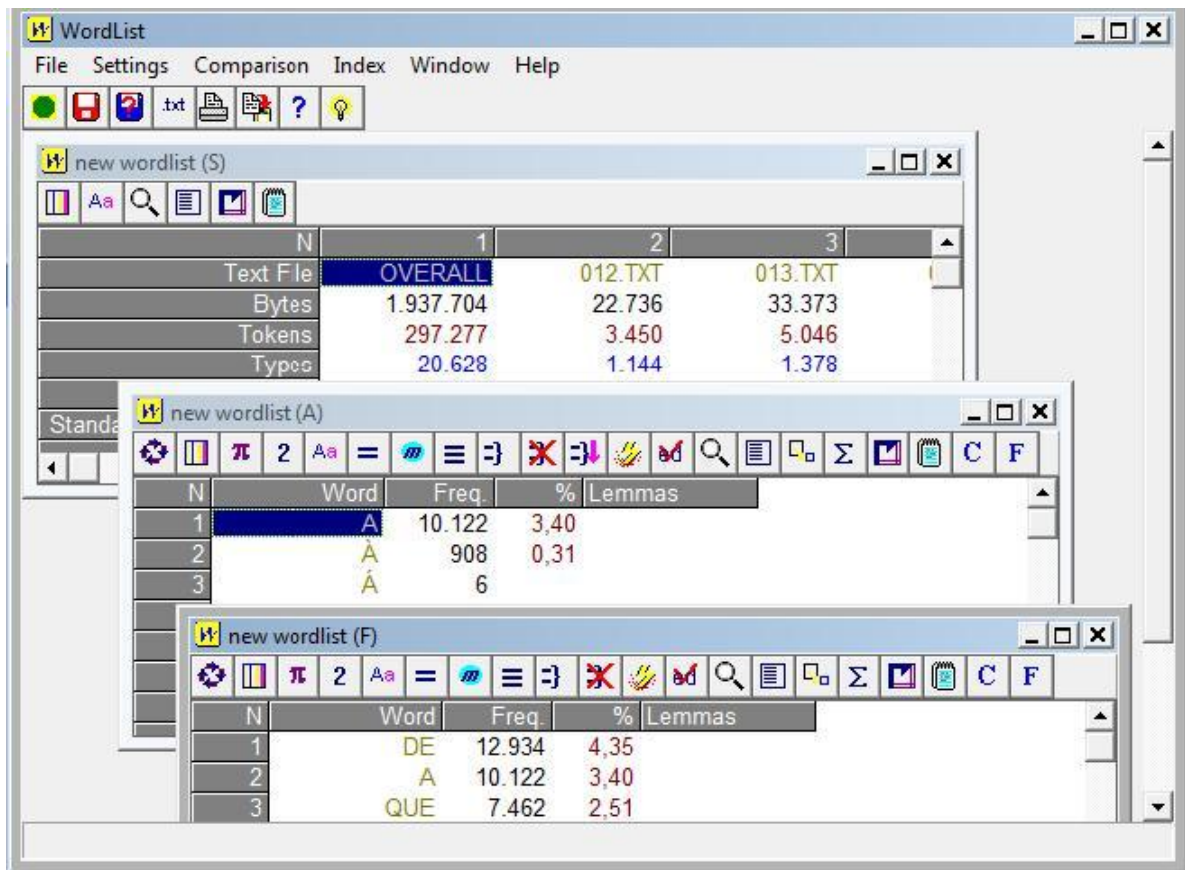 WordList
File Settings Comparison Index Window Help
.txt ?
new wordlist (S)
Aa
N 1 2 3
Text File OVERALL 012.TXT 013.TXT
Bytes 1.937.704 22.736 33.373
Tokens 297.277 3.450 5.046
Types 20.628 1.144 1.378
Standa
new wordlist (A)
π 2 Aa = m Σ C F
N Word Freq. % Lemmas
1 A 10.122 3,40
2 À 908 0,31
3 Á 6
new wordlist (F)
π 2 Aa = m Σ C F
N Word Freq. % Lemmas
1 DE 12.934 4,35
2 A 10.122 3,40
3 QUE 7.462 2,51